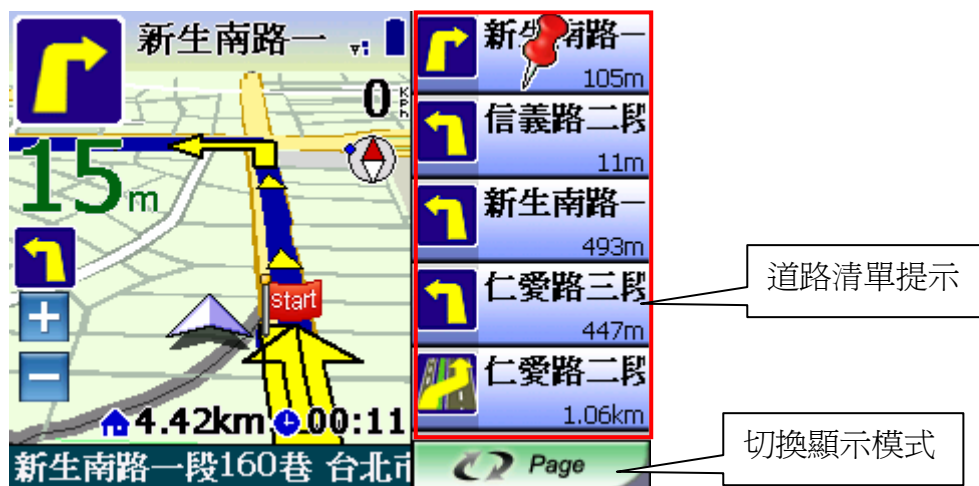 新生南路一
0 KPH
15m
start
4.42km 00:11
新生南路一段160巷 台北市
新生南路一
105m
信義路二段
11m
新生南路一
493m
仁愛路三段
447m
仁愛路二段
1.06km
Page
道路清單提示
切換顯示模式